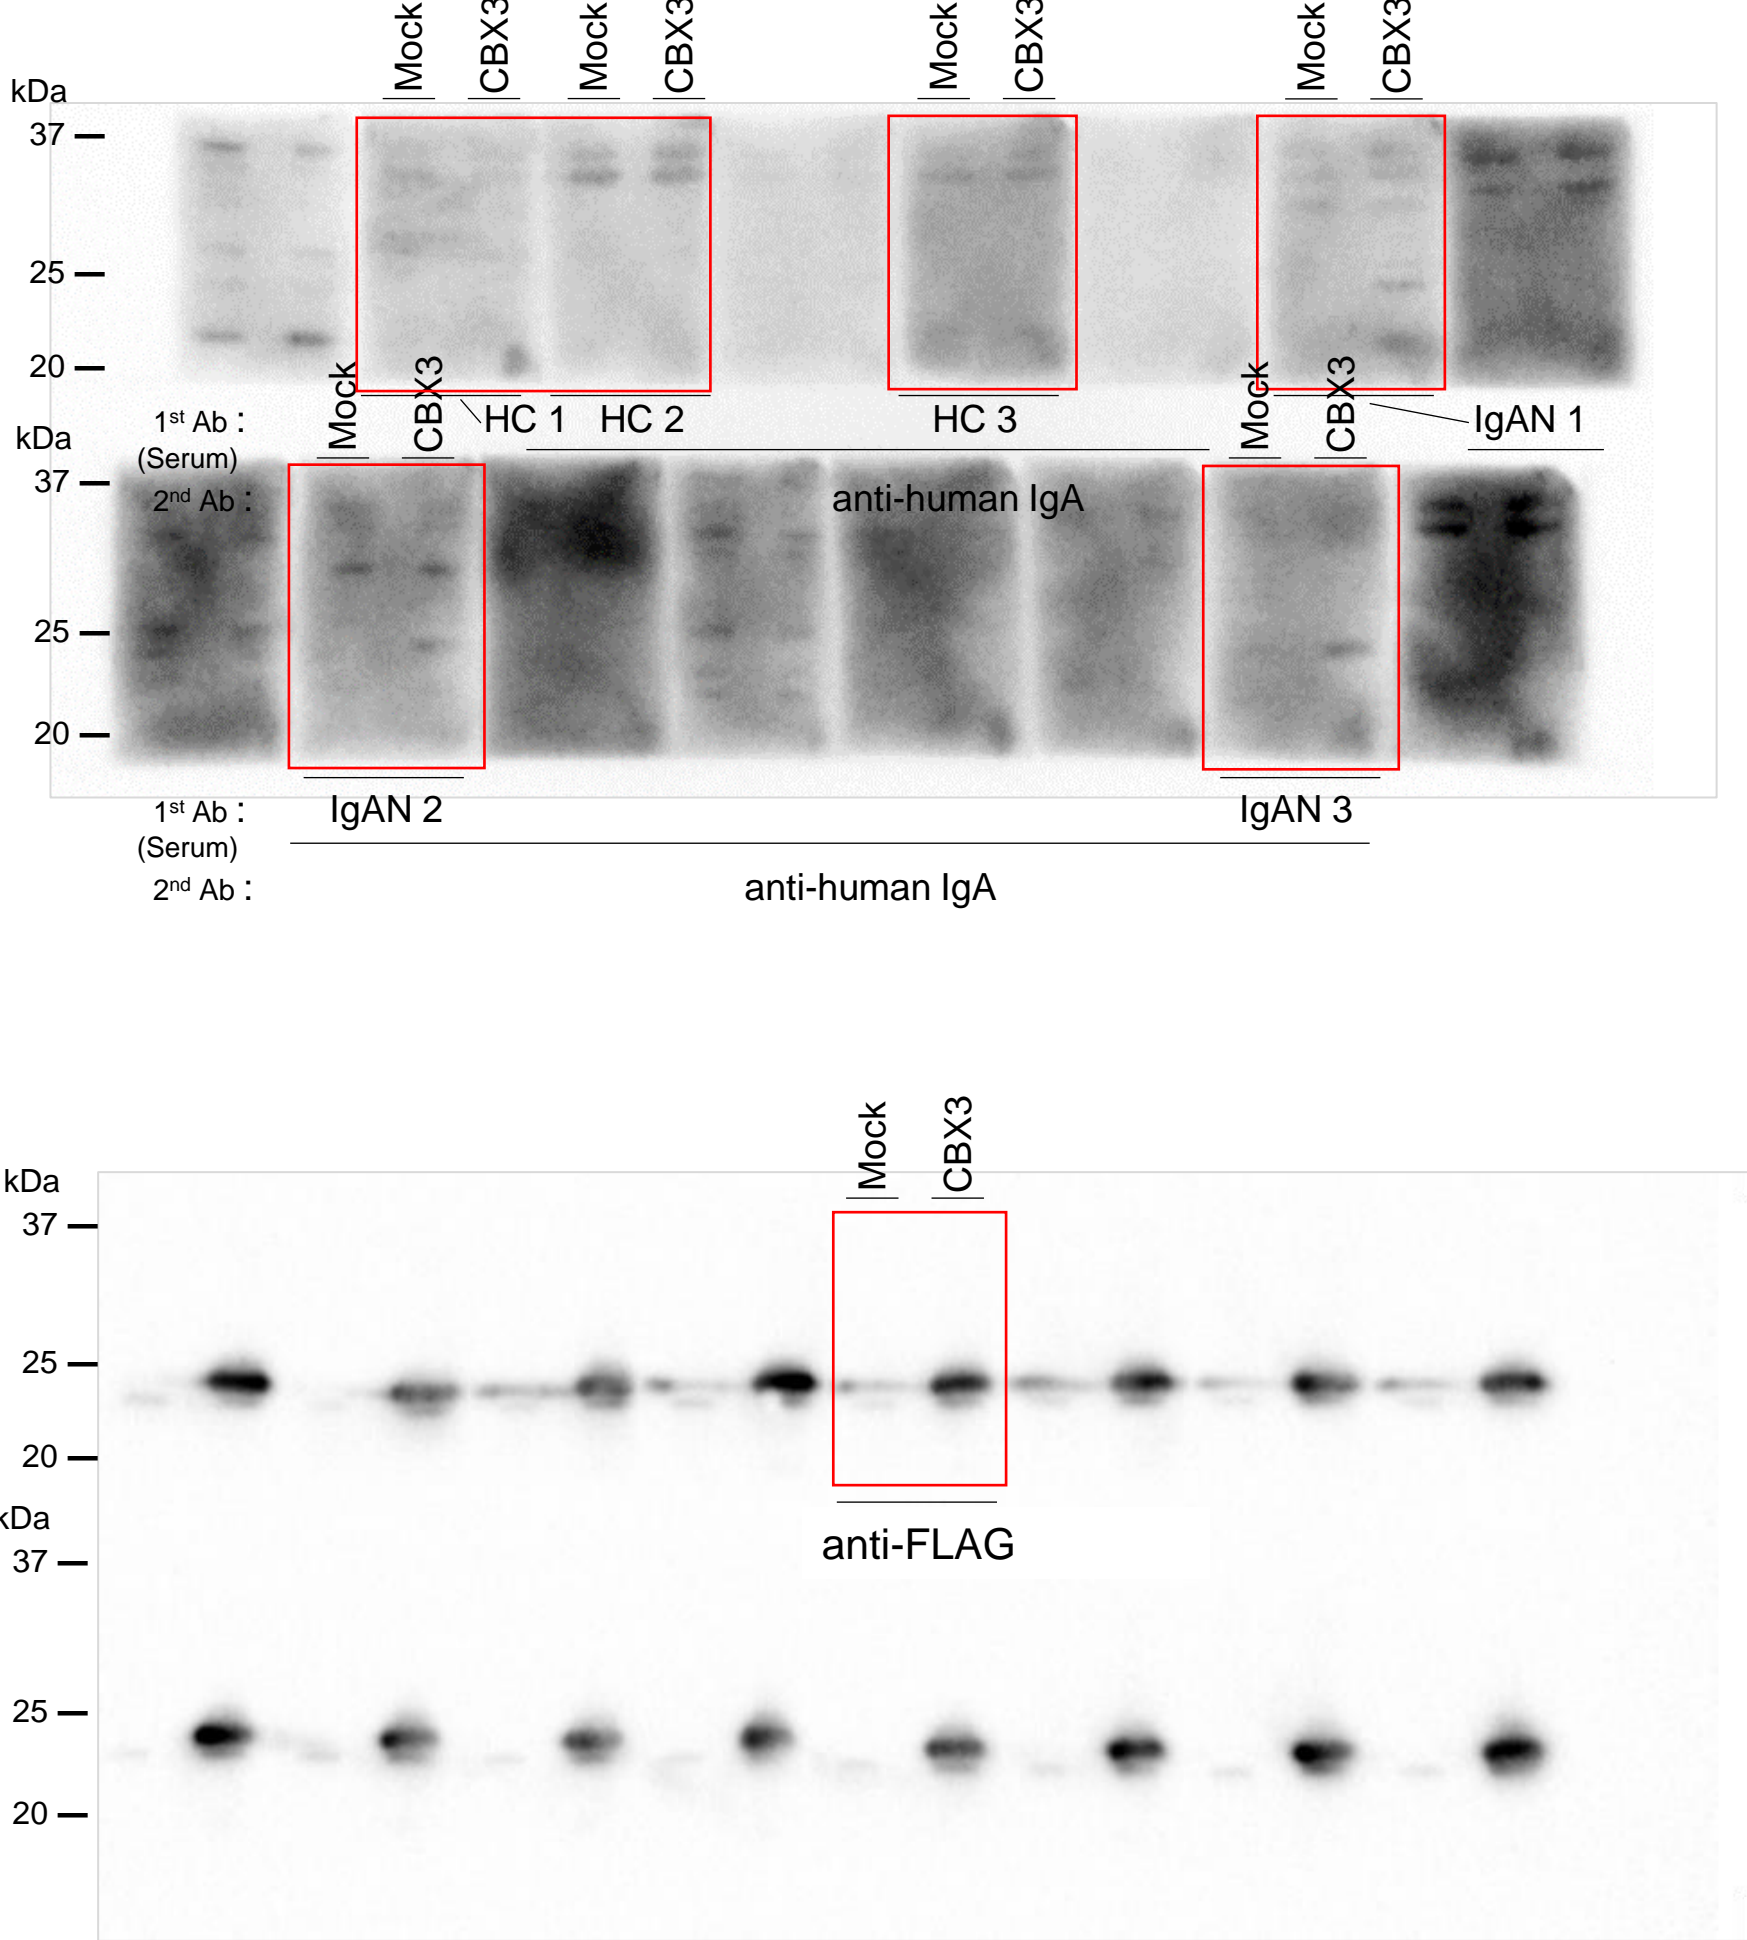 Mock CBX3 Mock CBX3 Mock CBX3 Mock CBX3
kDa
37
25
20
Mock CBX3 Mock CBX3
1st Ab : HC 1 HC 2 HC 3 IgAN 1
(Serum)
2nd Ab : anti-human IgA
kDa
37
25
20
1st Ab : IgAN 2 IgAN 3
(Serum)
2nd Ab : anti-human IgA
Mock CBX3
kDa
37
25
20
anti-FLAG
kDa
37
25
20